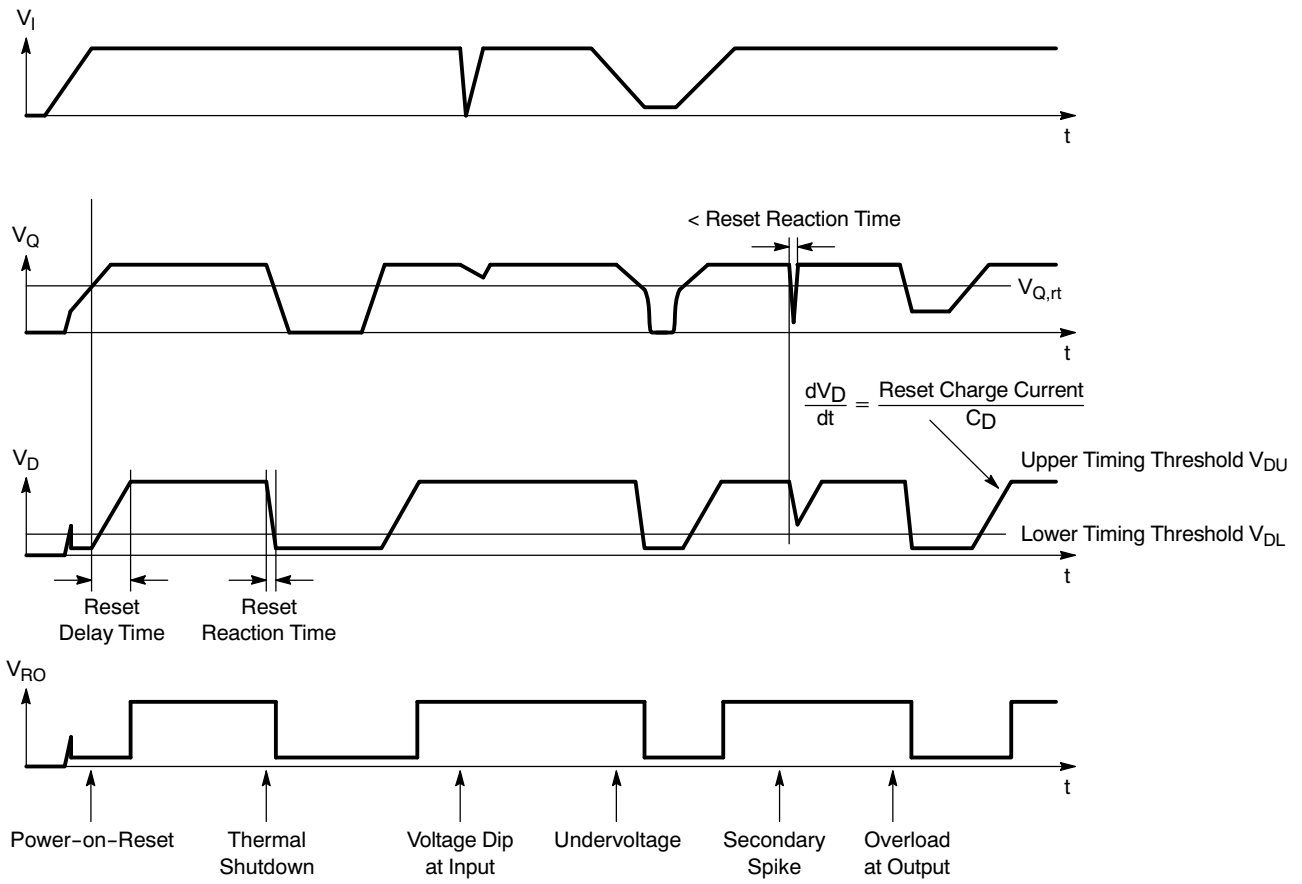 V_I
t
< Reset Reaction Time
V_Q
V_Q,rt
t
dV_D
dt
=
Reset Charge Current
C_D
V_D
Upper Timing Threshold V_DU
Lower Timing Threshold V_DL
t
Reset
Delay Time
Reset
Reaction Time
V_RO
t
Power-on-Reset
Thermal
Shutdown
Voltage Dip
at Input
Undervoltage
Secondary
Spike
Overload
at Output